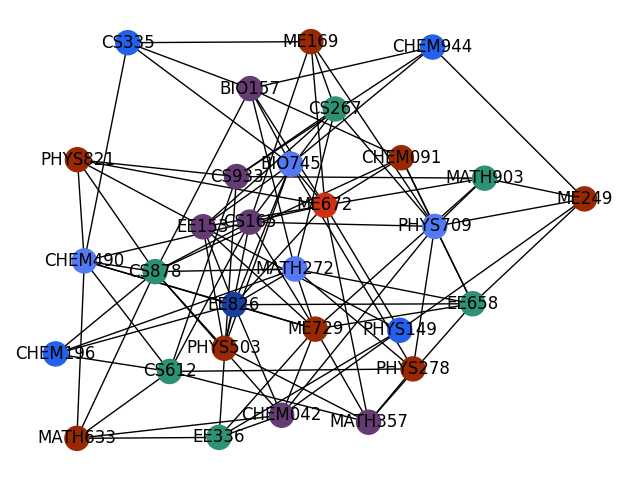 CS335
ME169
CHEM944
BIO157
CS267
PHYS821
CHEM091
BIO745
CS933
MATH903
ME249
ME672
EE153
CS165
PHYS709
CHEM490
CS878
MATH272
EE826
EE658
ME729
PHYS149
PHYS503
CHEM196
CS612
PHYS278
CHEM042
MATH357
MATH633
EE336